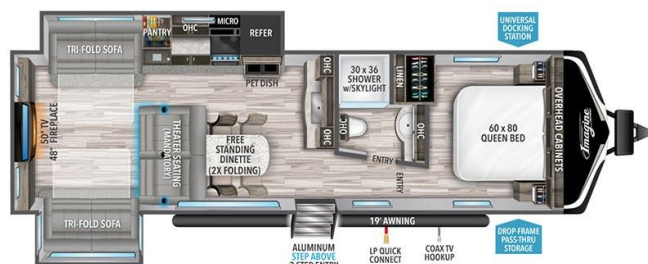 TRI-FOLD SOFA
PANTRY
OHC
MICRO
REFER
PET DISH
50" TV
48" FIREPLACE
THEATER SEATING
(MANDATORY)
FREE
STANDING
DINETTE
(2X FOLDING)
TRI-FOLD SOFA
OHC
OHC
30 x 36
SHOWER
w/SKYLIGHT
LINEN
OHC
OHC
ENTRY
ENTRY
60 x 80
QUEEN BED
OVERHEAD CABINETS
Imagine
UNIVERSAL
DOCKING
STATION
DROP-FRAME
PASS-THRU
STORAGE
19' AWNING
ALUMINUM
STEP ABOVE
3 STEP ENTRY
LP QUICK
CONNECT
COAX TV
HOOKUP